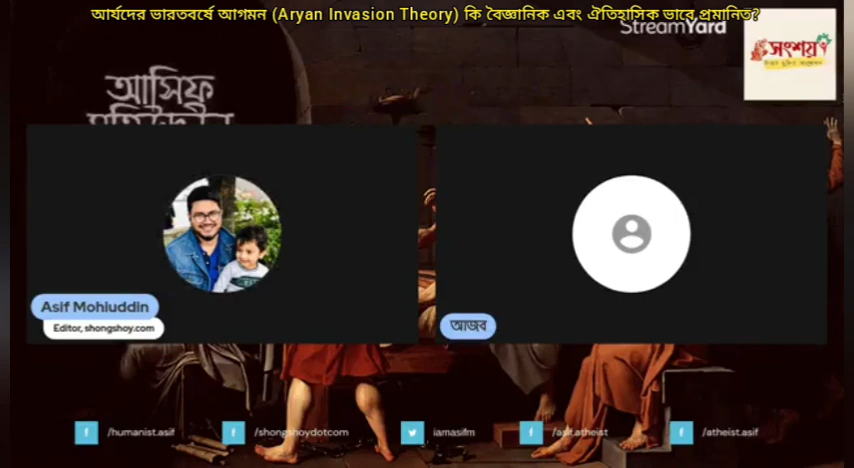 আর্যদের ভারতবর্ষে আগমন (Aryan Invasion Theory) কি বৈজ্ঞানিক এবং ঐতিহাসিক ভাবে প্রমানিত?
StreamYard
সংশয়
আসিফ
Asif Mohiuddin
Editor, shongshoy.com
আজব
/humanist.asif
/shongshoydotcom
iamasifm
/asif.atheist
/atheist.asif